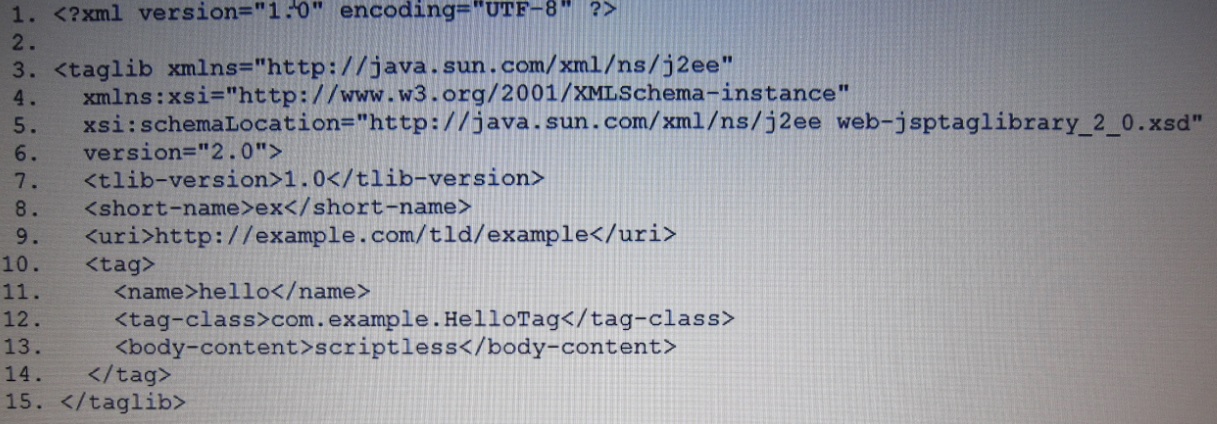 1. <?xml version="1.0" encoding="UTF-8" ?>
2.
3. <taglib xmlns="http://java.sun.com/xml/ns/j2ee"
4. xmlns:xsi="http://www.w3.org/2001/XMLSchema-instance"
5. xsi:schemaLocation="http://java.sun.com/xml/ns/j2ee web-jsptaglibrary_2_0.xsd"
6. version="2.0">
7. <tlib-version>1.0</tlib-version>
8. <short-name>ex</short-name>
9. <uri>http://example.com/tld/example</uri>
10. <tag>
11. <name>hello</name>
12. <tag-class>com.example.HelloTag</tag-class>
13. <body-content>scriptless</body-content>
14. </tag>
15. </taglib>